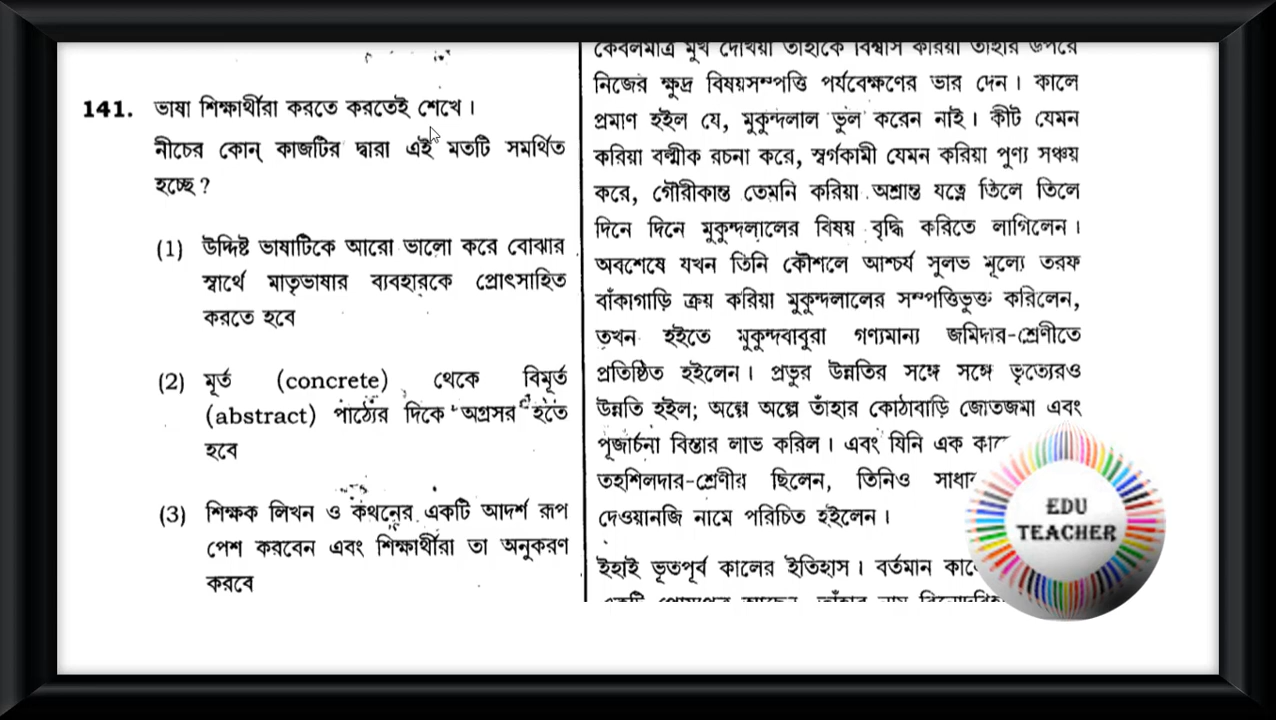 141. ভাষা শিক্ষার্থীরা করতে করতেই শেখে।
নীচের কোন্ কাজটির দ্বারা এই মতটি সমর্থিত
হচ্ছে ?
(1) উদ্দিষ্ট ভাষাটিকে আরো ভালো করে বোঝার
স্বার্থে মাতৃভাষার ব্যবহারকে প্রোৎসাহিত
করতে হবে
(2) মূর্ত (concrete) থেকে বিমূর্ত
(abstract) পাঠ্যের দিকে অগ্রসর হতে
হবে
(3) শিক্ষক লিখন ও কথনের একটি আদর্শ রূপ
পেশ করবেন এবং শিক্ষার্থীরা তা অনুকরণ
করবে
কেবলমাত্র মুখ দেখিয়া তাহাকে বিশ্বাস করিয়া তাহার উপরে
নিজের ক্ষুদ্র বিষয়সম্পত্তি পর্যবেক্ষণের ভার দেন। কালে
প্রমাণ হইল যে, মুকুন্দলাল ভুল করেন নাই। কীট যেমন
করিয়া বল্মীক রচনা করে, স্বর্গকামী যেমন করিয়া পুণ্য সঞ্চয়
করে, গৌরীকান্ত তেমনি করিয়া অশ্রান্ত যত্নে তিলে তিলে
দিনে দিনে মুকুন্দলালের বিষয় বৃদ্ধি করিতে লাগিলেন।
অবশেষে যখন তিনি কৌশলে আশ্চর্য সুলভ মূল্যে তরফ
বাঁকাগাড়ি ক্রয় করিয়া মুকুন্দলালের সম্পত্তিভুক্ত করিলেন,
তখন হইতে মুকুন্দবাবুরা গণ্যমান্য জমিদার-শ্রেণীতে
প্রতিষ্ঠিত হইলেন। প্রভুর উন্নতির সঙ্গে সঙ্গে ভৃত্যেরও
উন্নতি হইল; অল্পে অল্পে তাঁহার কোঠাবাড়ি জোতজমা এবং
পূজার্চনা বিস্তার লাভ করিল। এবং যিনি এক
তহশিলদার-শ্রেণীর ছিলেন, তিনিও
দেওয়ানজি নামে পরিচিত হইলেন।
ইহাই ভূতপূর্ব কালের ইতিহাস। বর্তমান
EDU
TEACHER